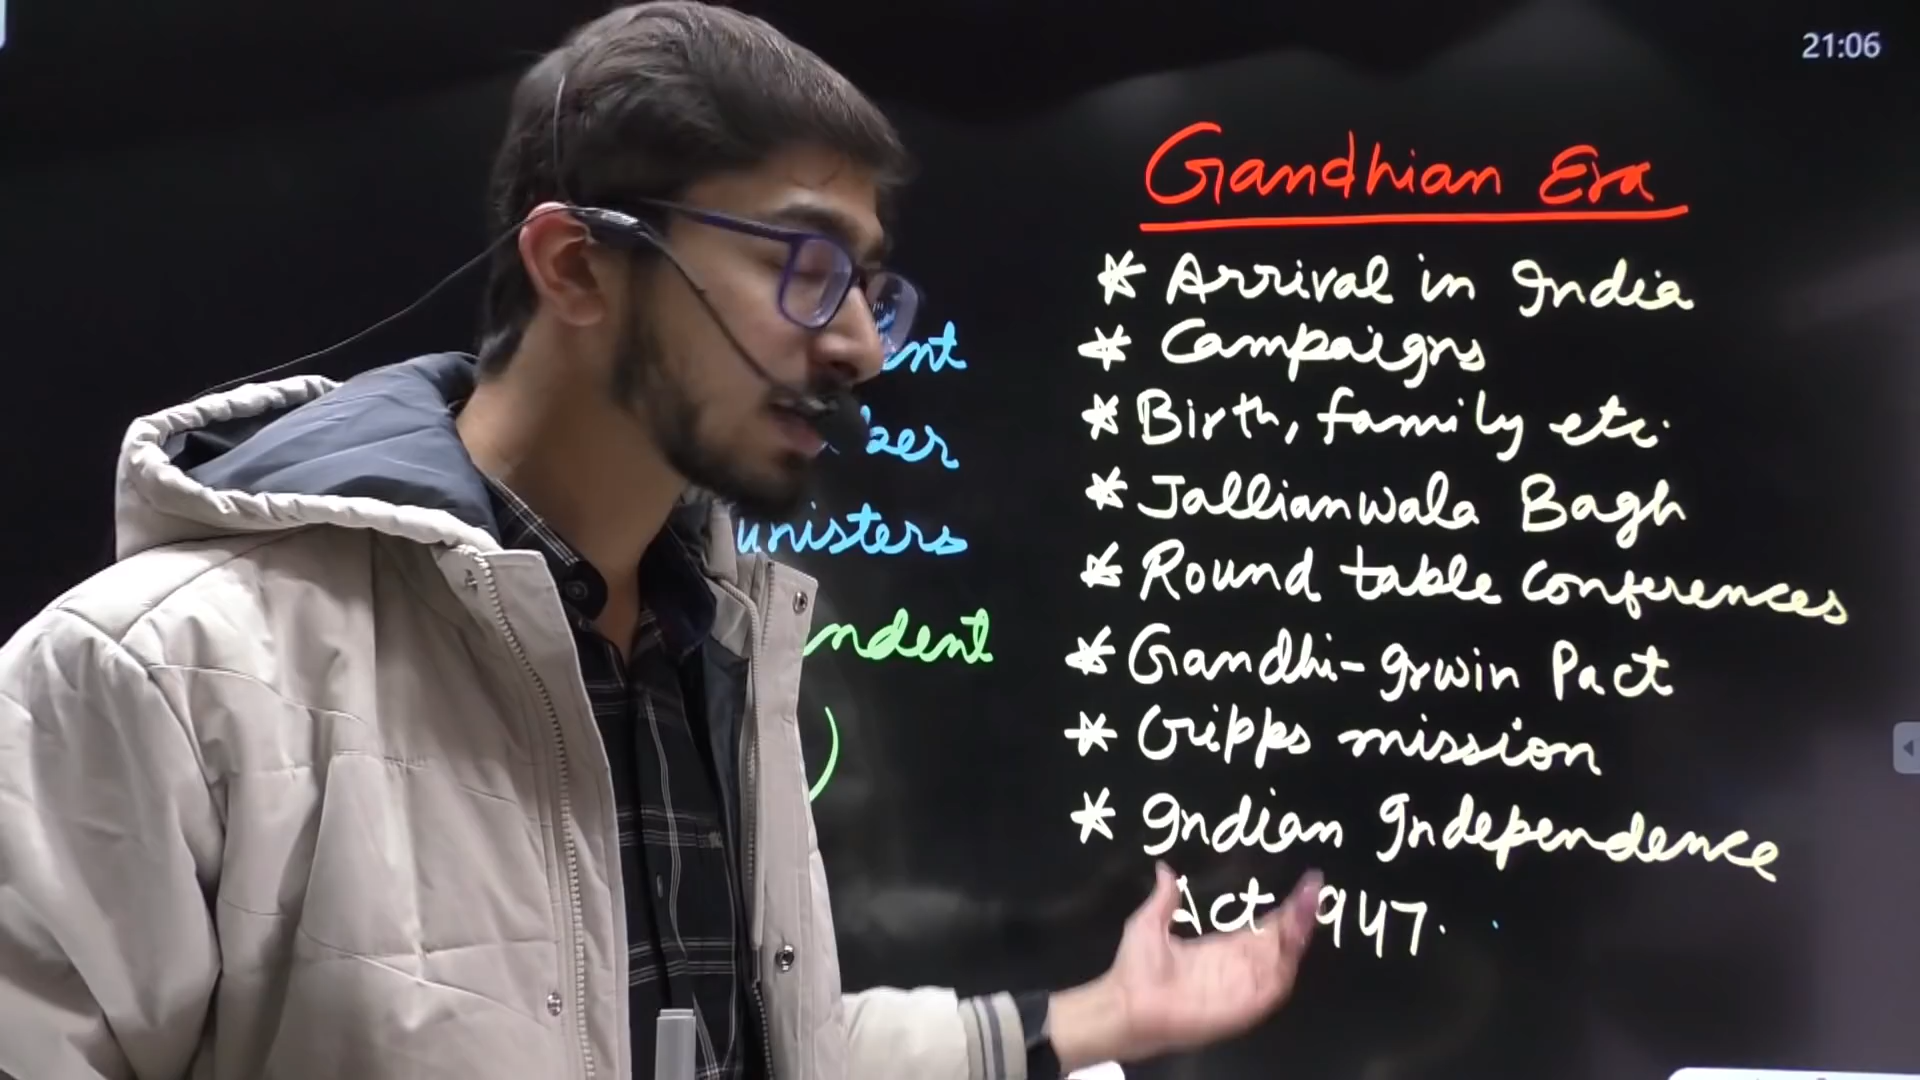 21:06
Gandhian Era
* Arrival in India
* Campaigns
* Birth, family etc.
* Jallianwala Bagh
* Round table conferences
* Gandhi-Irwin Pact
* Cripps mission
* Indian Independence
Act 1947.